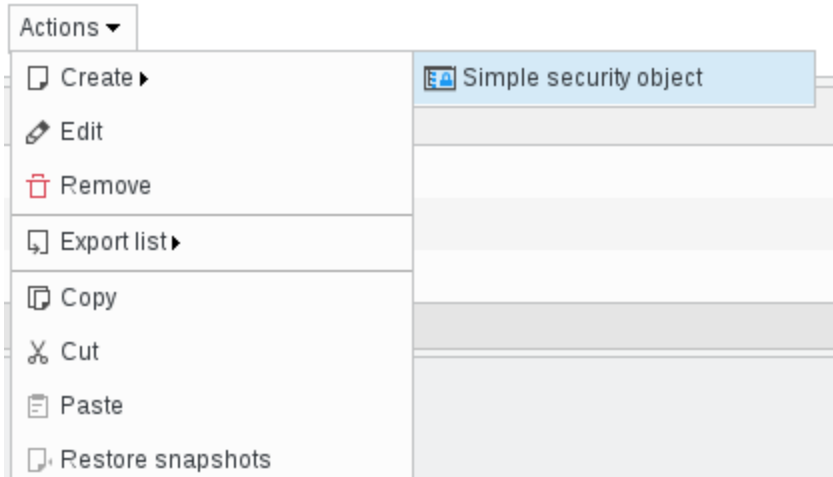 Actions
Create
Simple security object
Edit
Remove
Export list
Copy
Cut
Paste
Restore snapshots